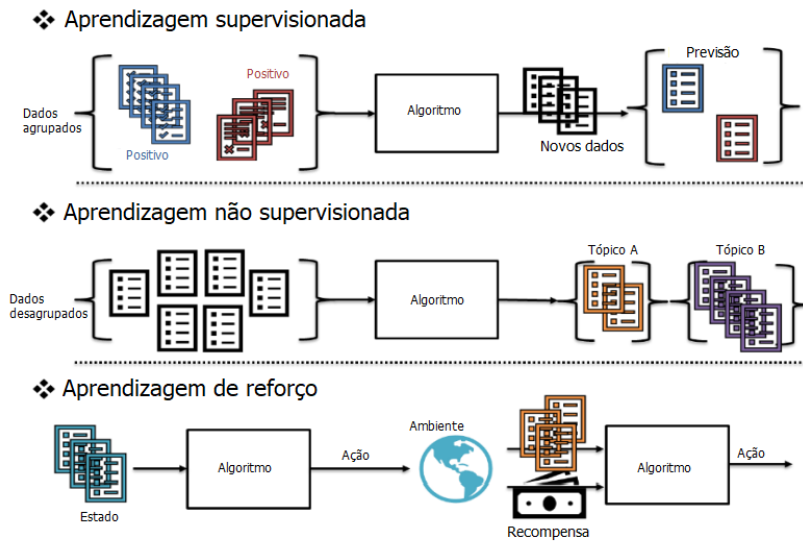 ❖ Aprendizagem supervisionada
Dados
agrupados
Positivo
Positivo
Algoritmo
Novos dados
Previsão
❖ Aprendizagem não supervisionada
Dados
desagrupados
Algoritmo
Tópico A
Tópico B
❖ Aprendizagem de reforço
Estado
Algoritmo
Ação
Ambiente
Recompensa
Algoritmo
Ação